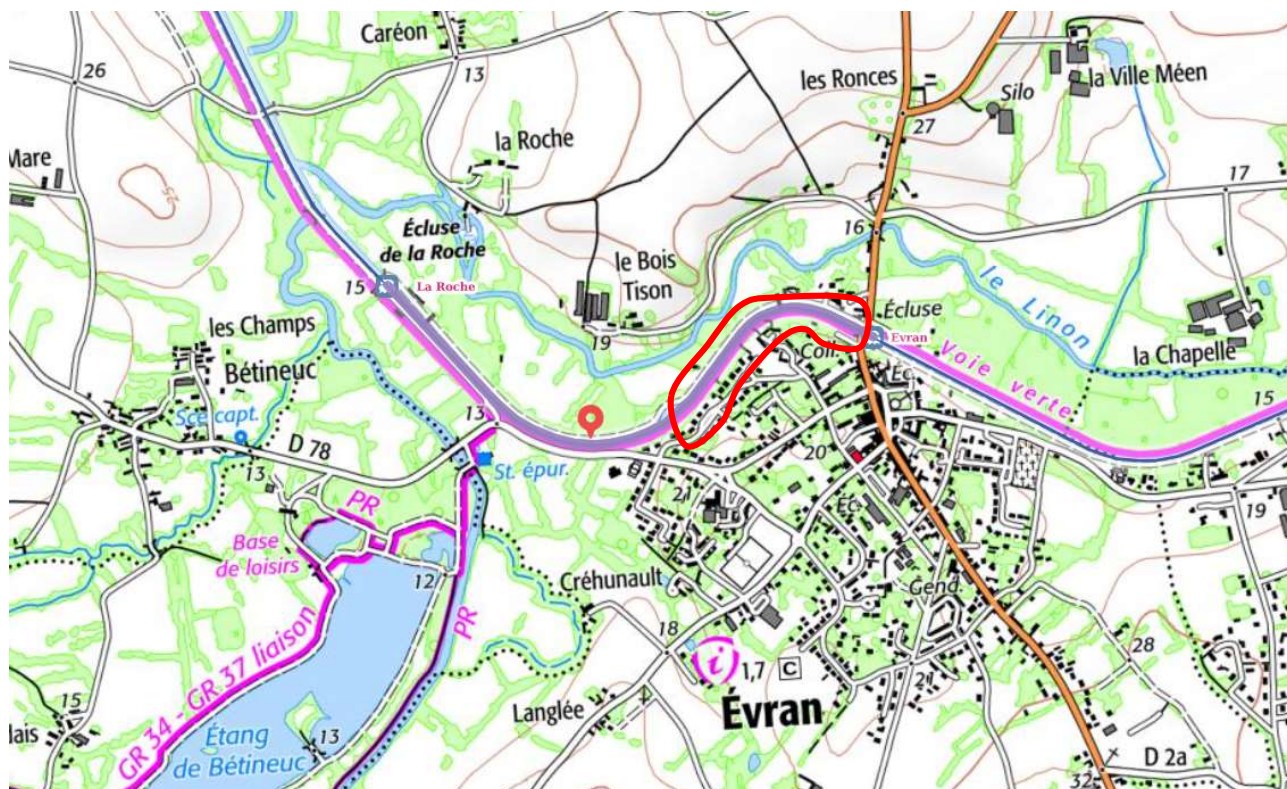 Caréon
26
13
les Ronces
Silo
la Ville Méen
27
Mare
la Roche
17
Écluse
de la Roche
16
15
La Roche
le Bois
Tison
le Linon
les Champs
19
Écluse
Evran
la Chapelle
Bétineuc
Coll.
Éc.
Voie verte
15
Sce capt.
13
D 78
St. épur.
20
13
21
PR
Éc.
19
Base
de loisirs
12
Créhunault
Gend.
PR
18
28
GR 34 - GR 37 liaison
i
1,7
C
21
15
Langlée
Évran
Étang
de Bétineuc
13
D 2a
32